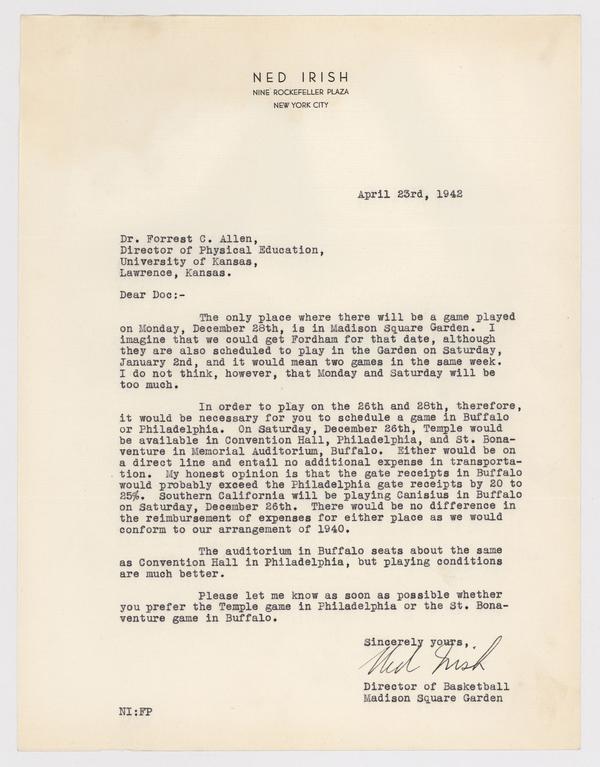 NED IRISH
NINE ROCKEFELLER PLAZA
NEW YORK CITY
April 23rd, 1942
Dr. Forrest C. Allen,
Director of Physical Education,
University of Kansas,
Lawrence, Kansas.
Dear Doc:-
The only place where there will be a game played
on Monday, December 28th, is in Madison Square Garden. I
imagine that we could get Fordham for that date, although
they are also scheduled to play in the Garden on Saturday,
January 2nd, and it would mean two games in the same week.
I do not think, however, that Monday and Saturday will be
too much.
In order to play on the 26th and 28th, therefore,
it would be necessary for you to schedule a game in Buffalo
or Philadelphia. On Saturday, December 26th, Temple would
be available in Convention Hall, Philadelphia, and St. Bona-
venture in Memorial Auditorium, Buffalo. Either would be on
a direct line and entail no additional expense in transporta-
tion. My honest opinion is that the gate receipts in Buffalo
would probably exceed the Philadelphia gate receipts by 20 to
25%. Southern California will be playing Canisius in Buffalo
on Saturday, December 26th. There would be no difference in
the reimbursement of expenses for either place as we would
conform to our arrangement of 1940.
The auditorium in Buffalo seats about the same
as Convention Hall in Philadelphia, but playing conditions
are much better.
Please let me know as soon as possible whether
you prefer the Temple game in Philadelphia or the St. Bona-
venture game in Buffalo.
Sincerely yours,
Ned Irish
Director of Basketball
Madison Square Garden
NI:FP